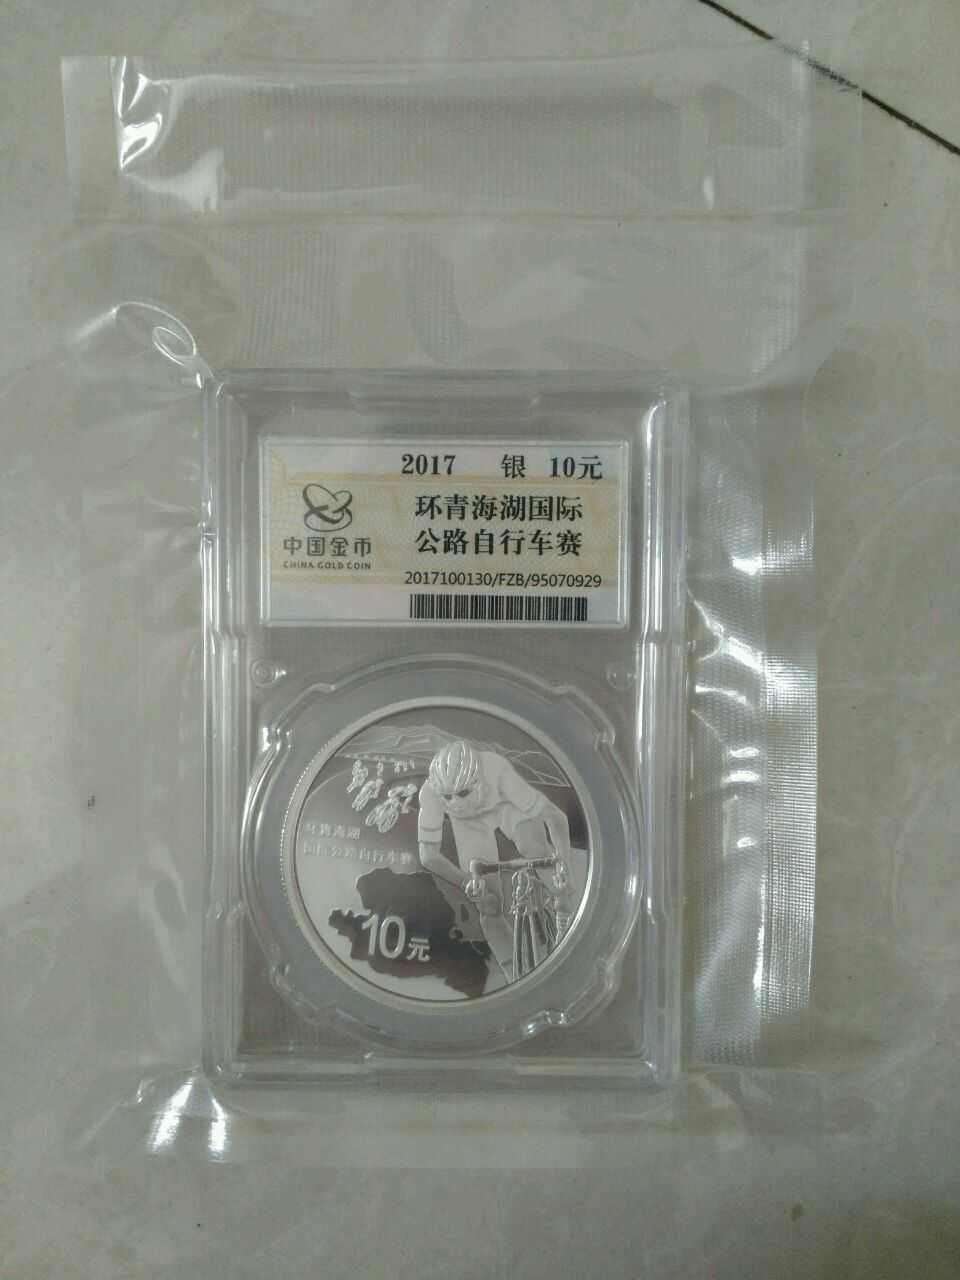 2017 银 10元
环青海湖国际
公路自行车赛
中国金币
CHINA GOLD COIN
2017100130/FZB/95070929
环青海湖
国际公路自行车赛
10元